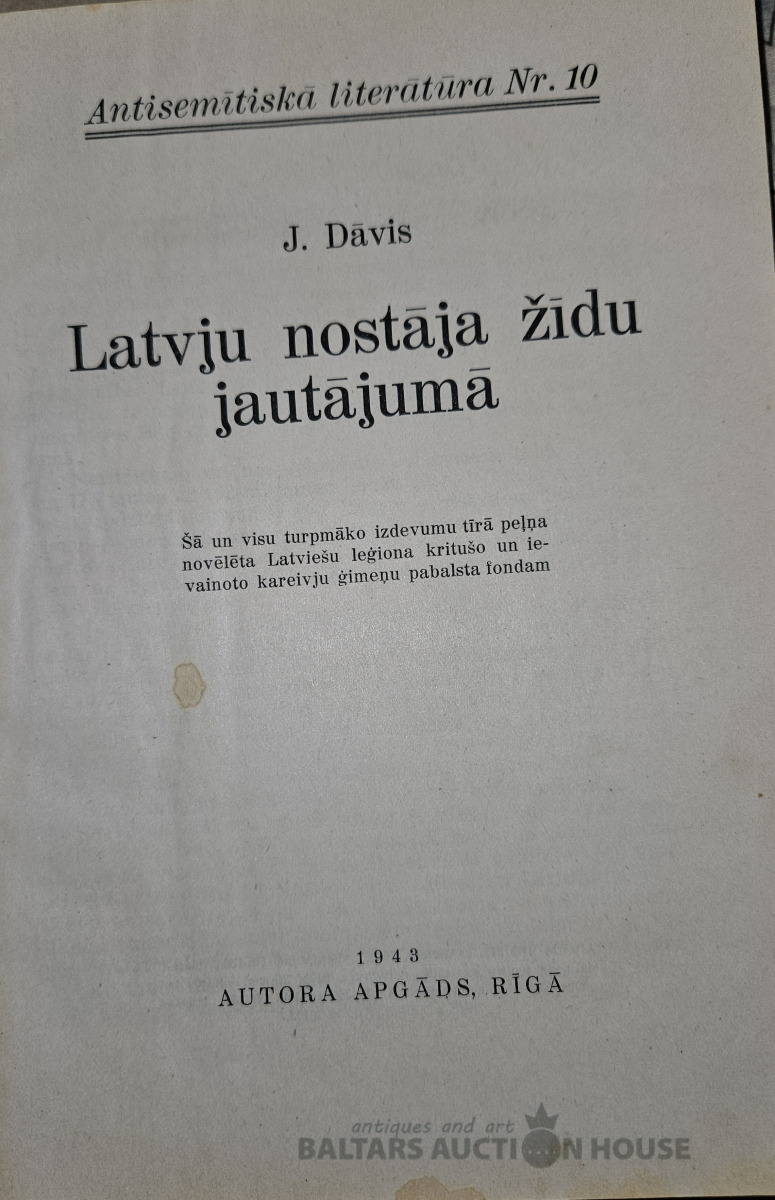 Antisemītiskā literātūra Nr. 10
J. Dāvis
Latvju nostāja žīdu
jautājumā
Šā un visu turpmāko izdevumu tīrā peļņa
novēlēta Latviešu leģiona kritušo un ie-
vainoto kareivju ģimeņu pabalsta fondam
1943
AUTORA APGĀDS, RĪGĀ
antiques and art
BALTARS AUCTION HOUSE